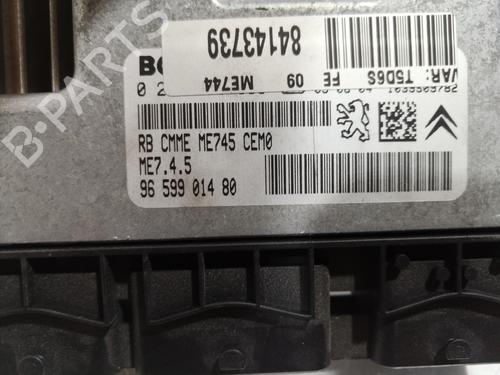 84143739
ME744
09
FE
VAR: T5D6S
BO
0 2
RB CMME ME745 CEM0
ME7.4.5
96 599 014 80
B-PARTS